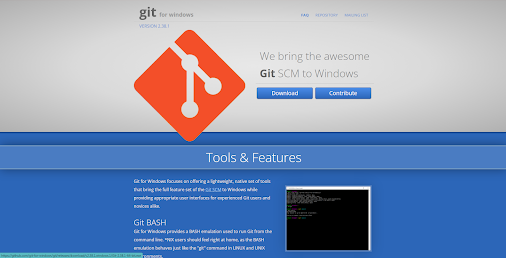 git for windows
FAQ REPOSITORY MAILING LIST
VERSION 2.38.1
We bring the awesome
Git SCM to Windows
Download Contribute
Tools & Features
Git for Windows focuses on offering a lightweight, native set of tools
that bring the full feature set of the Git SCM to Windows while
providing appropriate user interfaces for experienced Git users and
novices alike.
Git BASH
Git for Windows provides a BASH emulation used to run Git from the
command line. *NIX users should feel right at home, as the BASH
emulation behaves just like the "git" command in LINUX and UNIX
environments.